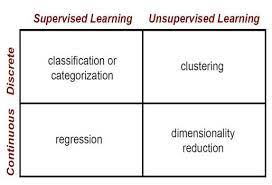 Supervised Learning
Unsupervised Learning
Discrete
classification or
categorization
clustering
Continuous
regression
dimensionality
reduction